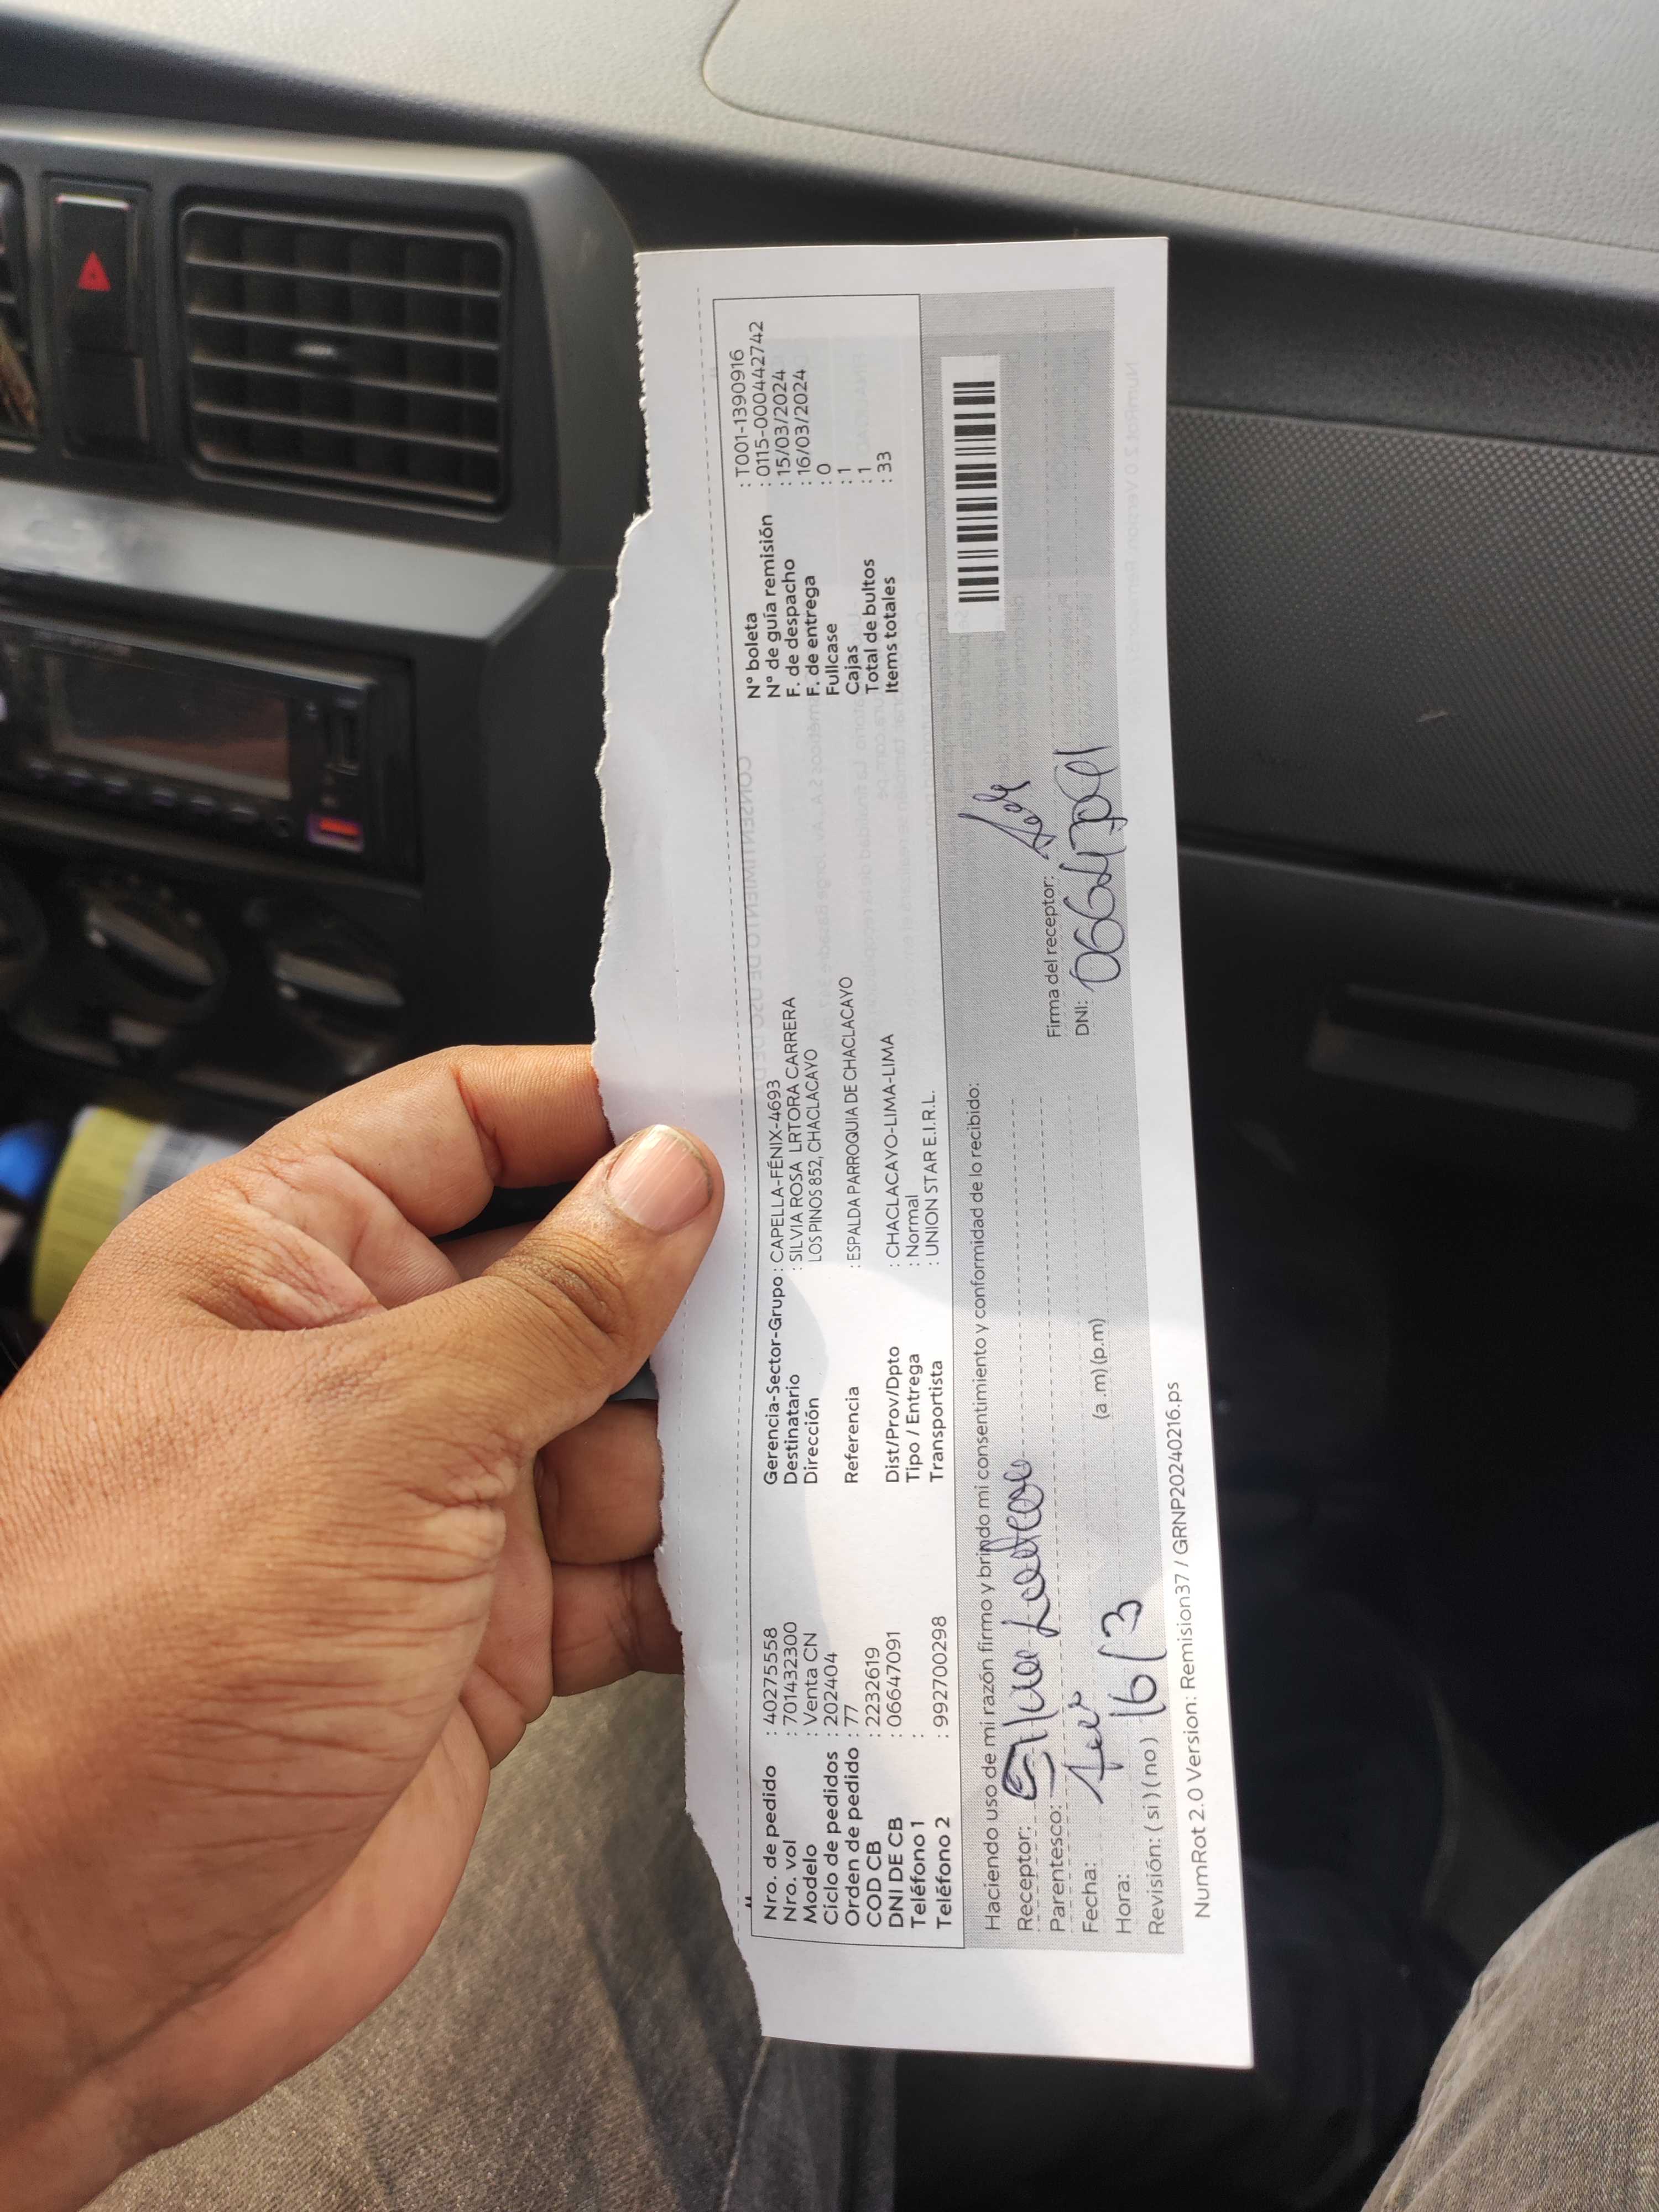 Nro. de pedido : 40275558 Gerencia-Sector-Grupo : CAPELLA-FÉNIX-4693 N° boleta : T001-1390916
Nro. vol : 701432300 Destinatario : SILVIA ROSA LRTORA CARRERA N° de guía remisión : 0115-0004442742
Modelo : Venta CN Dirección LOS PINOS 852, CHACLACAYO F. de despacho : 15/03/2024
Ciclo de pedidos : 202404 F. de entrega : 16/03/2024
Orden de pedido : 77 Referencia : ESPALDA PARROQUIA DE CHACLACAYO Fullcase : 0
COD CB : 2232619 Cajas : 1
DNI DE CB : 06647091 Dist/Prov/Dpto : CHACLACAYO-LIMA-LIMA Total de bultos : 1
Teléfono 1 : Tipo / Entrega : Normal Items totales : 33
Teléfono 2 : 992700298 Transportista : UNION STAR E.I.R.L.
Haciendo uso de mi razón firmo y brindo mi consentimiento y conformidad de lo recibido:
Receptor:
Parentesco: Firma del receptor:
Fecha: 16/3 DNI: 06647091
Hora: (a .m) (p.m)
Revisión: ( si ) ( no )
NumRot 2.0 Version: Remision37 / GRNP20240216.ps